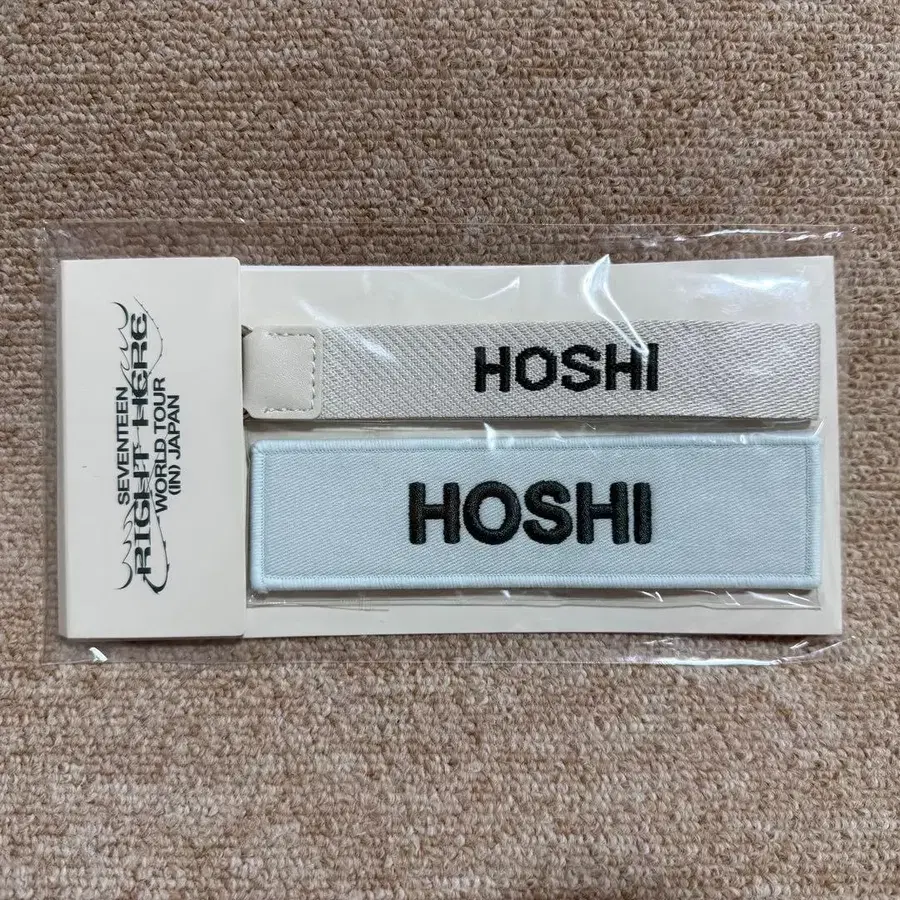 SEVENTEEN
RIGHT HERE
WORLD TOUR
(IN) JAPAN
HOSHI
HOSHI